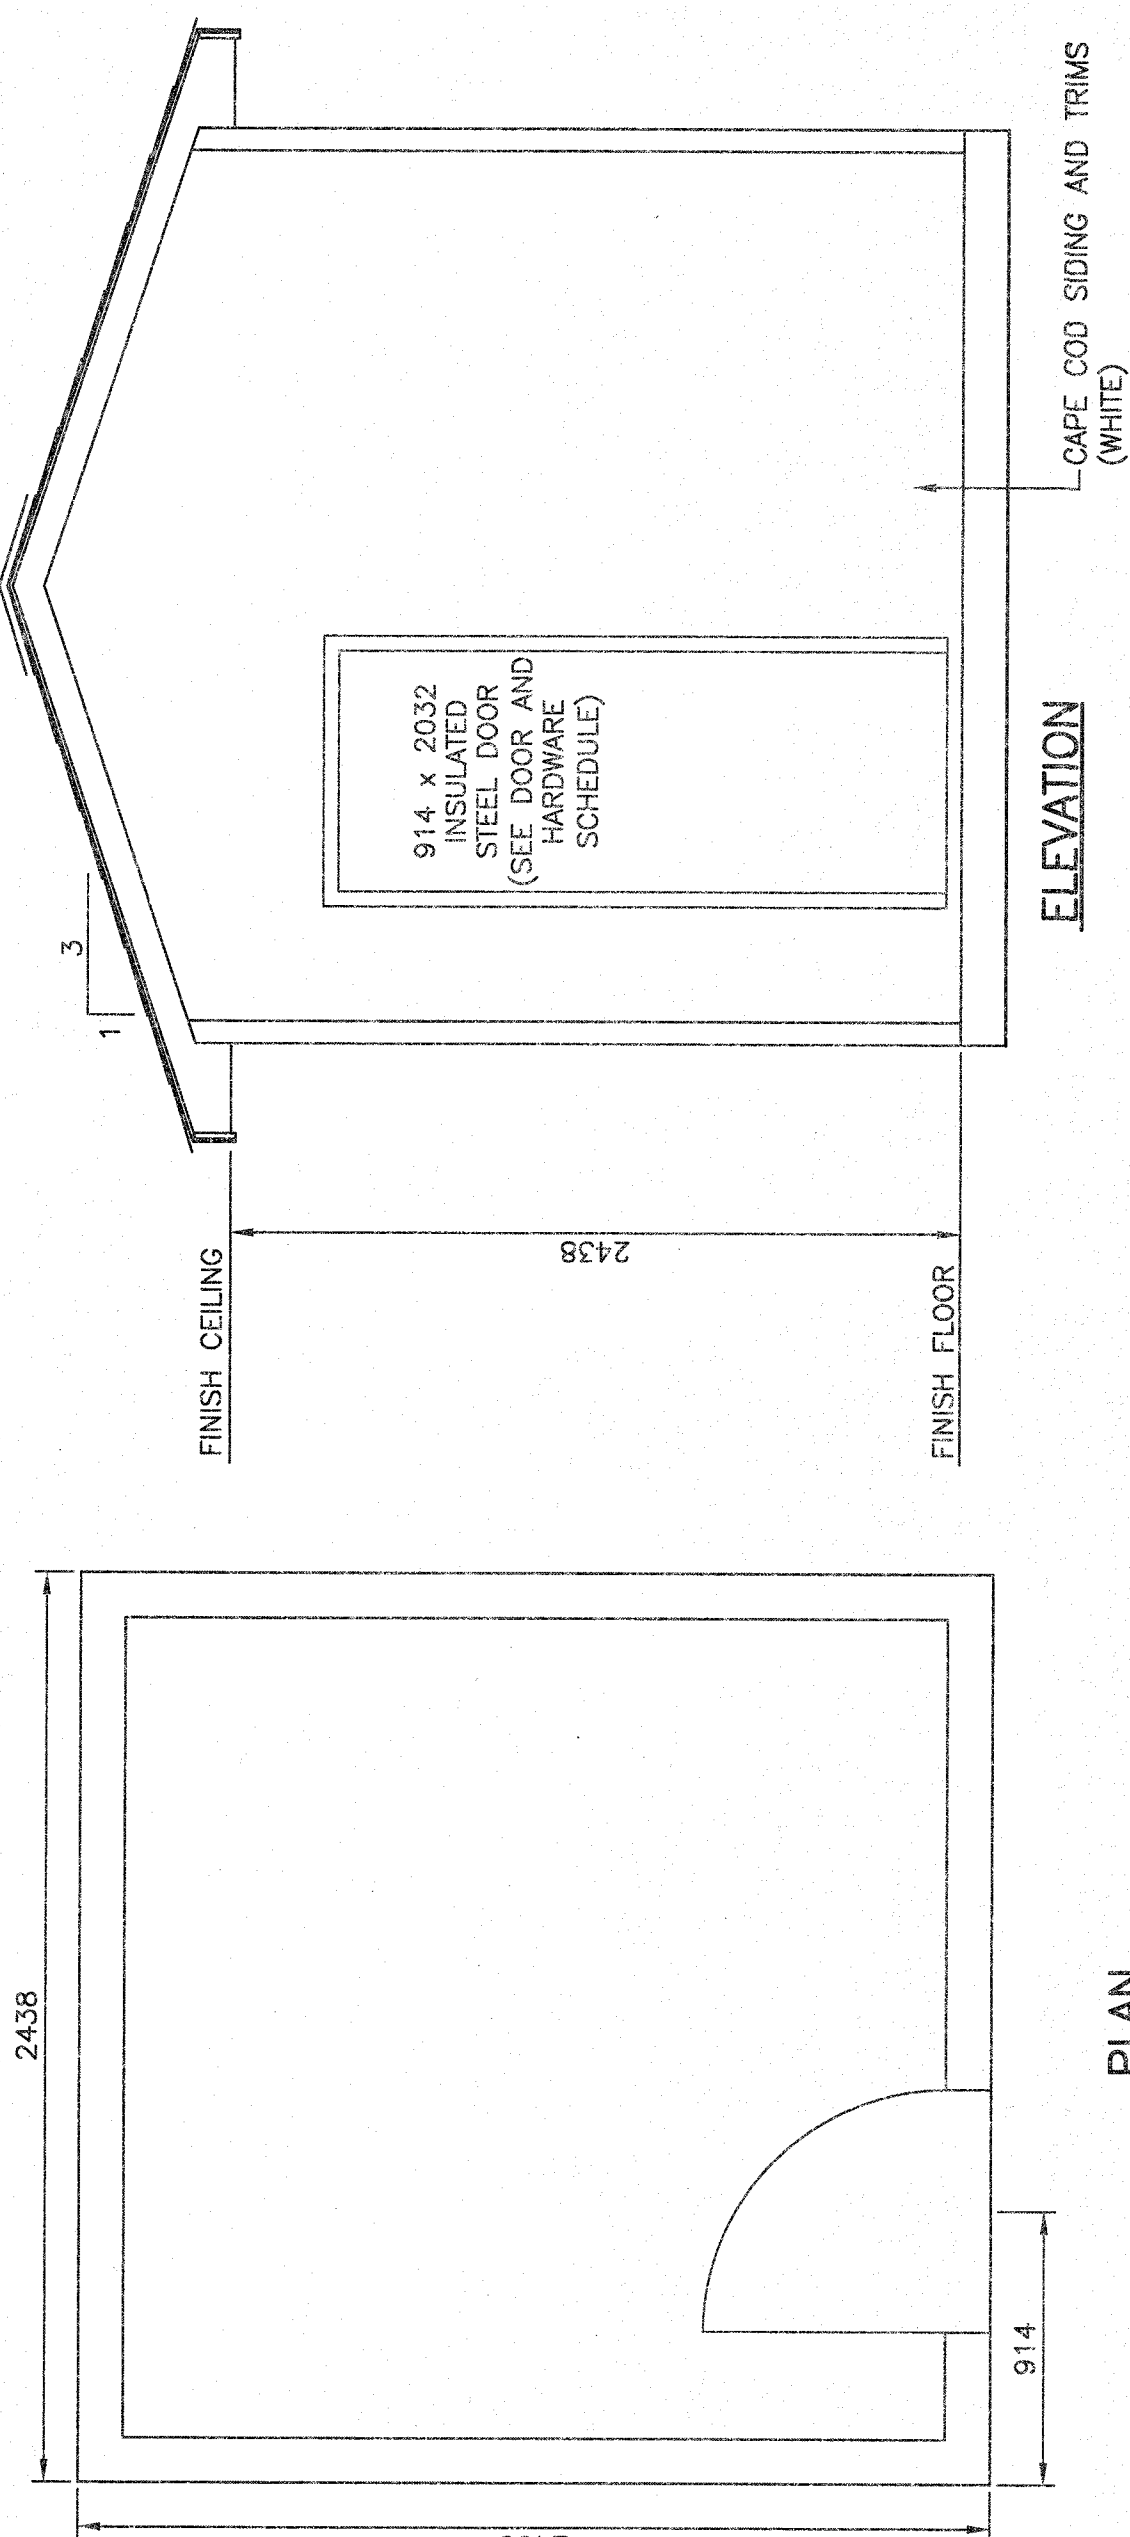 2438
914
PLAN
FINISH CEILING
2438
FINISH FLOOR
1
3
914 x 2032
INSULATED
STEEL DOOR
(SEE DOOR AND
HARDWARE
SCHEDULE)
ELEVATION
CAPE COD SIDING AND TRIMS
(WHITE)